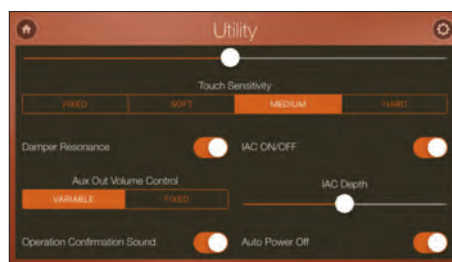 Utility
Touch Sensitivity
FIXED SOFT MEDIUM HARD
Damper Resonance IAC ON/OFF
Aux Out Volume Control IAC Depth
VARIABLE FIXED
Operation Confirmation Sound Auto Power Off